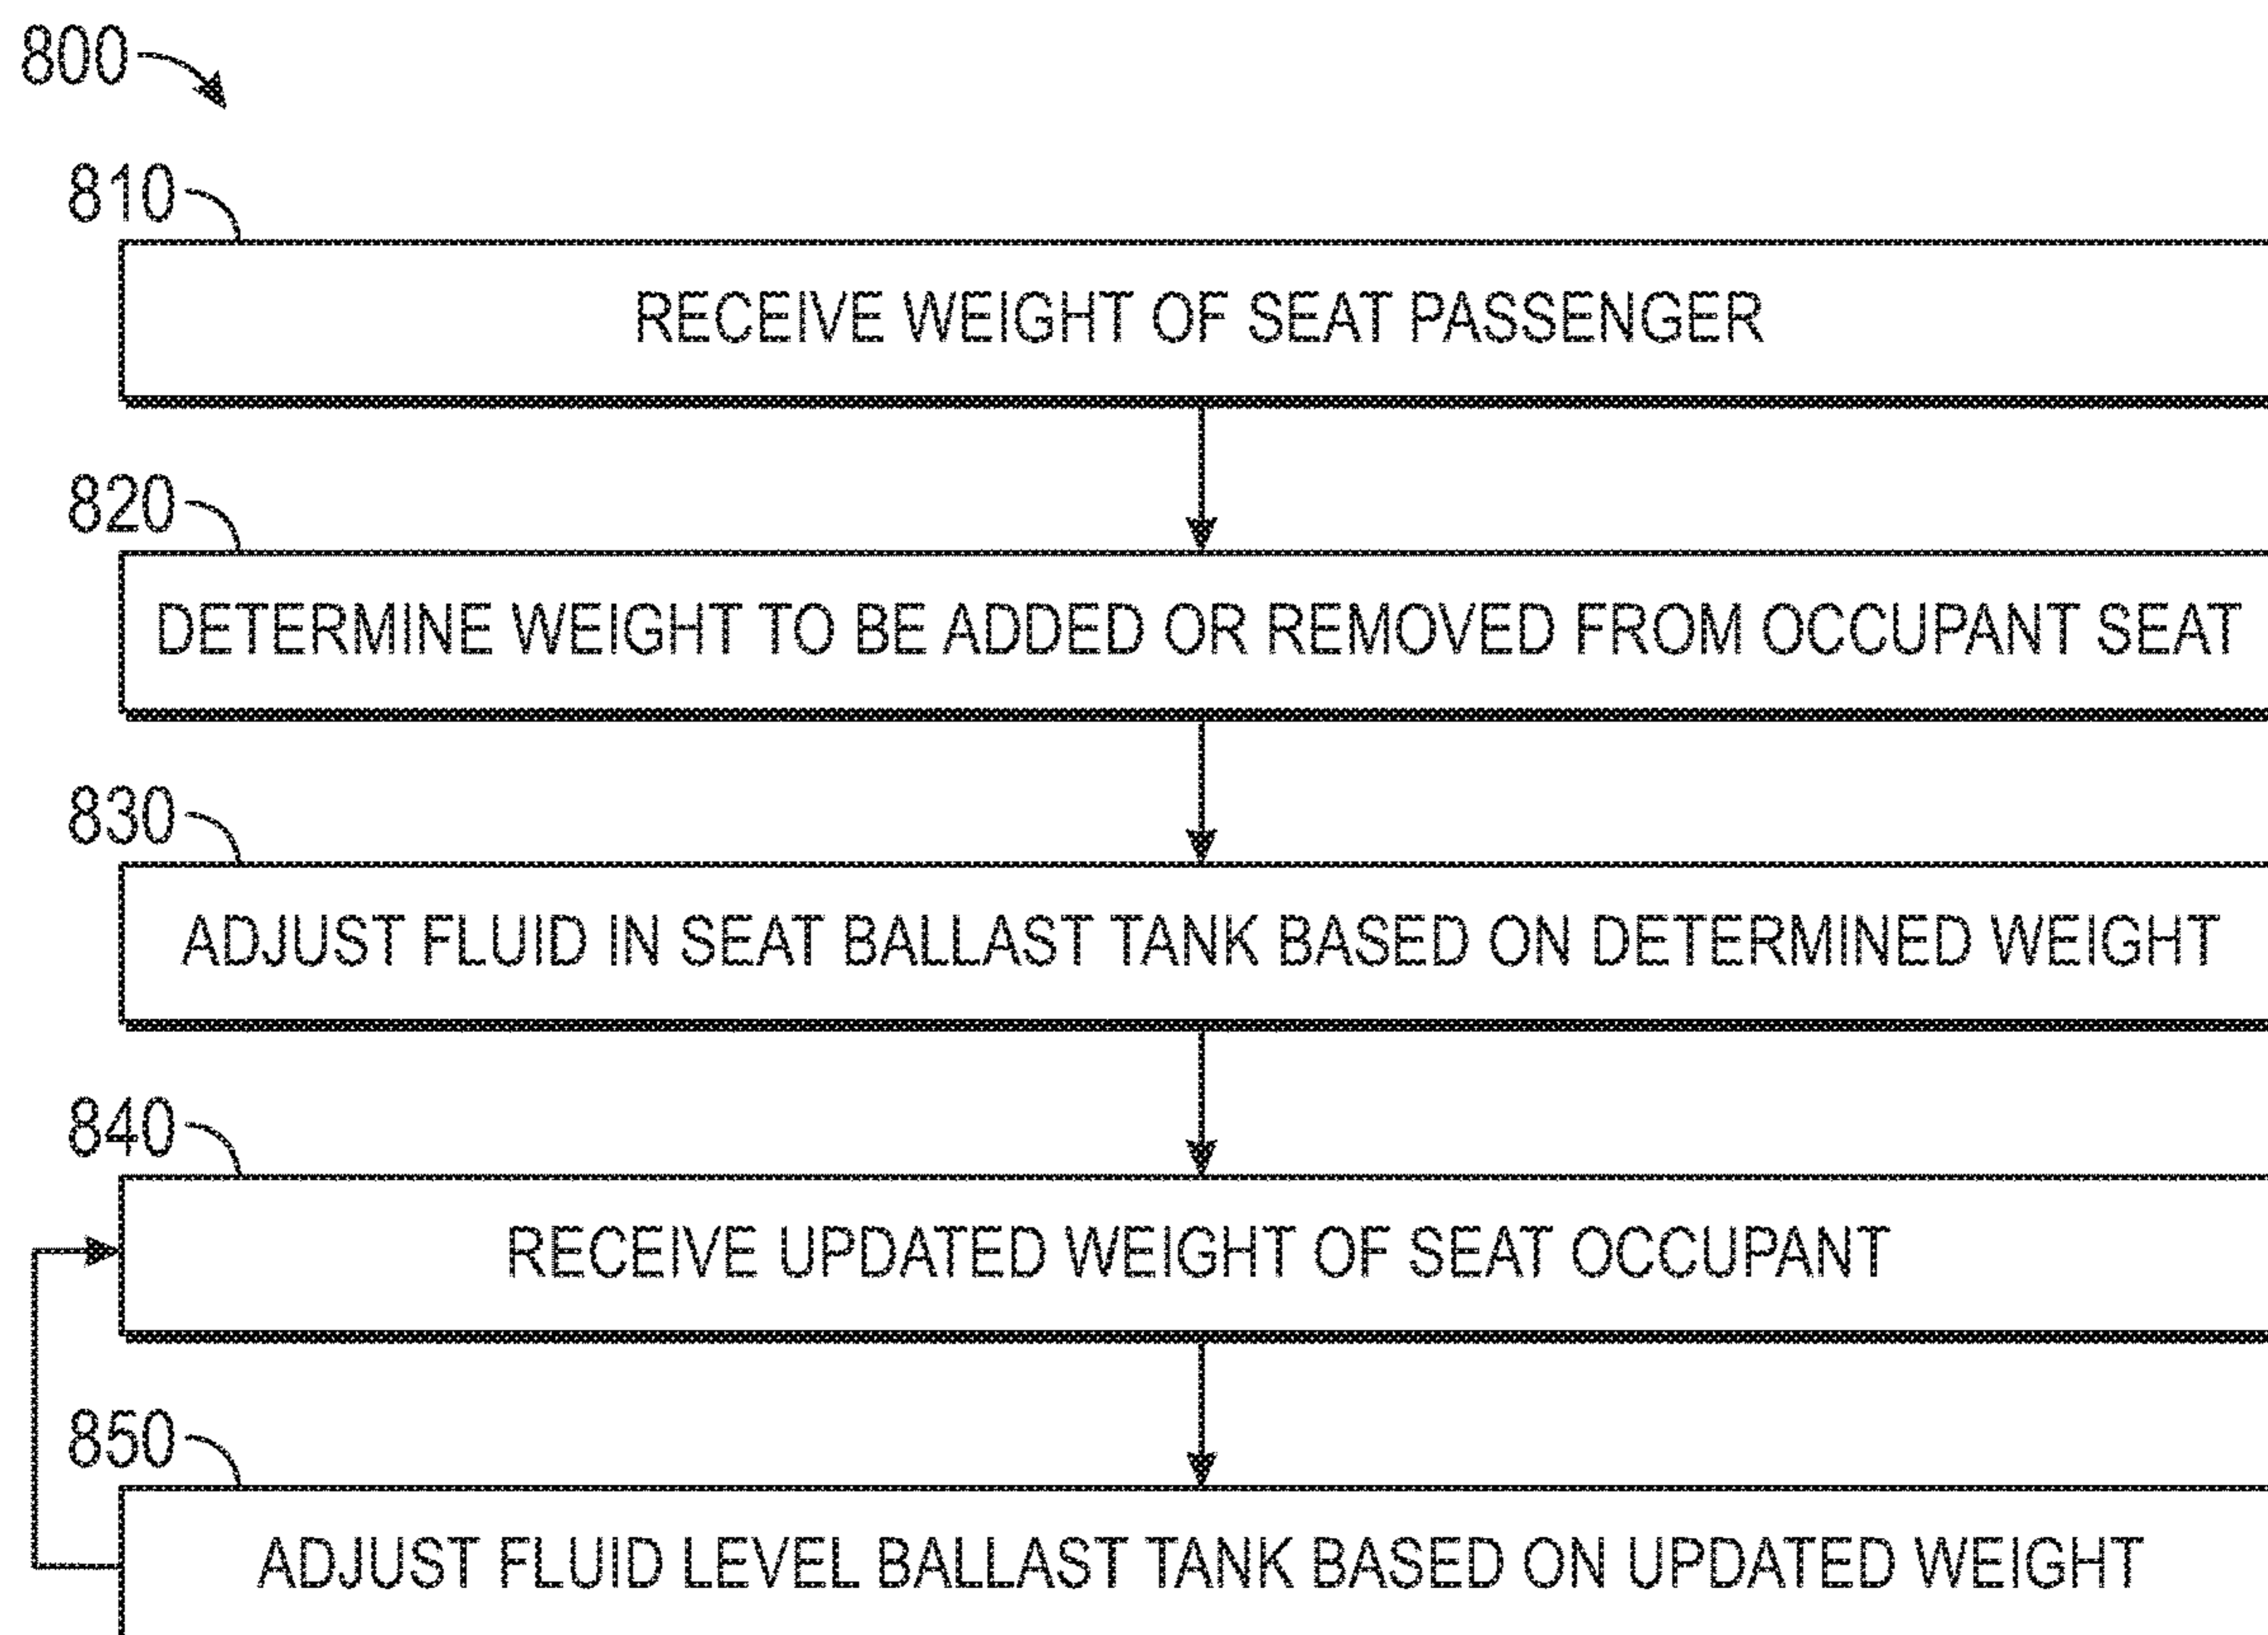 800
810
RECEIVE WEIGHT OF SEAT PASSENGER
820
DETERMINE WEIGHT TO BE ADDED OR REMOVED FROM OCCUPANT SEAT
830
ADJUST FLUID IN SEAT BALLAST TANK BASED ON DETERMINED WEIGHT
840
RECEIVE UPDATED WEIGHT OF SEAT OCCUPANT
850
ADJUST FLUID LEVEL BALLAST TANK BASED ON UPDATED WEIGHT